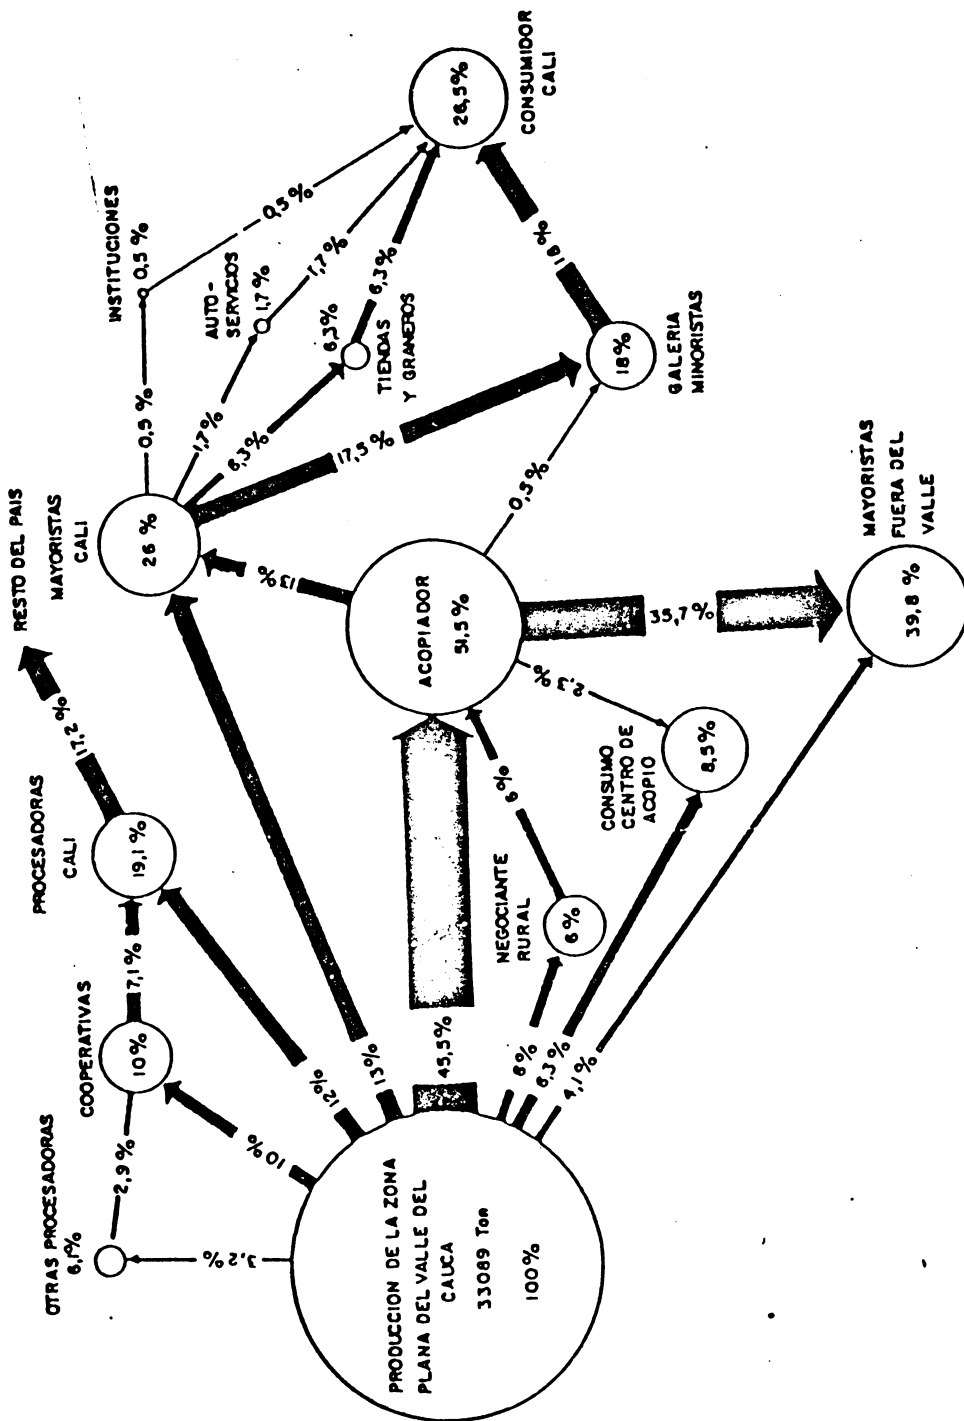 OTRAS PROCESADORAS
6,1%
3,2%
2,9%
COOPERATIVAS
10%
10%
7,1%
PROCESADORAS
CALI
19,1%
12%
17,2%
RESTO DEL PAIS
MAYORISTAS
CALI
26 %
13%
13%
0,5%
INSTITUCIONES
0,5%
0,5%
1,7%
AUTO-
SERVICIOS
1,7%
1,7%
6,3%
6,3%
TIENDAS
Y GRANEROS
6,3%
17,5%
CONSUMIDOR
CALI
26,5%
18%
18%
GALERIA
MINORISTAS
0,5%
ACOPIADOR
51,5%
45,5%
35,7%
2,3%
6%
NEGOCIANTE
RURAL
6%
6%
CONSUMO
CENTRO DE
ACOPIO
8,5%
6,3%
4,1%
MAYORISTAS
FUERA DEL
VALLE
39,8 %
PRODUCCION DE LA ZONA
PLANA DEL VALLE DEL
CAUCA
33089 Ton
100%